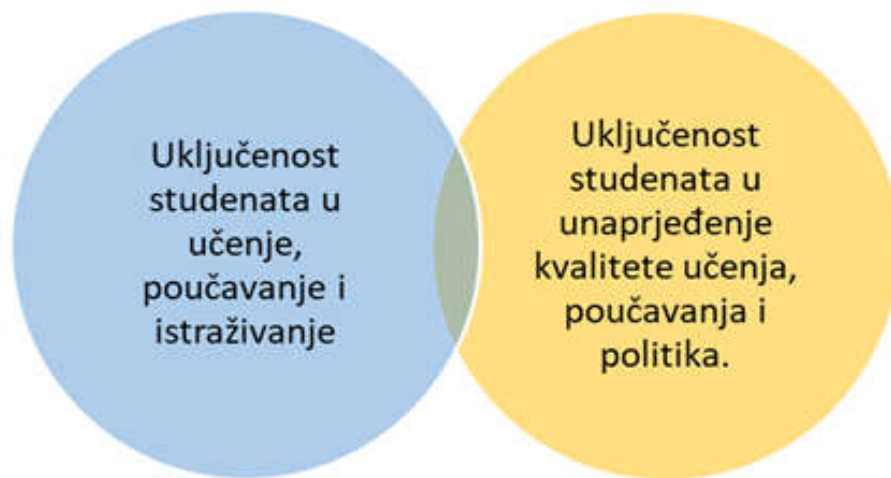 Uključenost
studenata u
učenje,
poučavanje i
istraživanje
Uključenost
studenata u
unaprjeđenje
kvalitete učenja,
poučavanja i
politika.